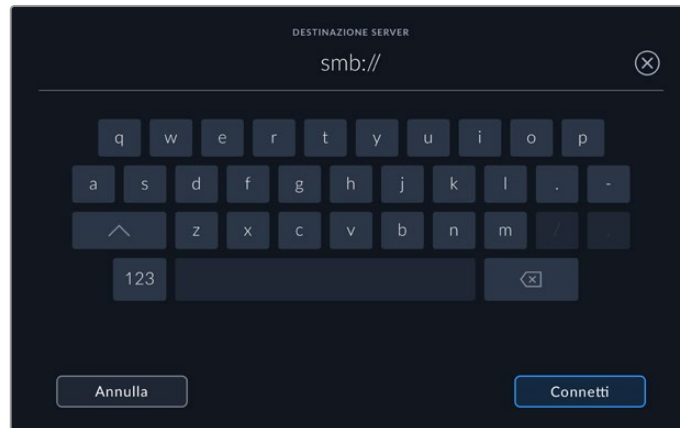 DESTINAZIONE SERVER
smb://
q w e r t y u i o p
a s d f g h j k l . -
z x c v b n m /
123
Annulla Connetti